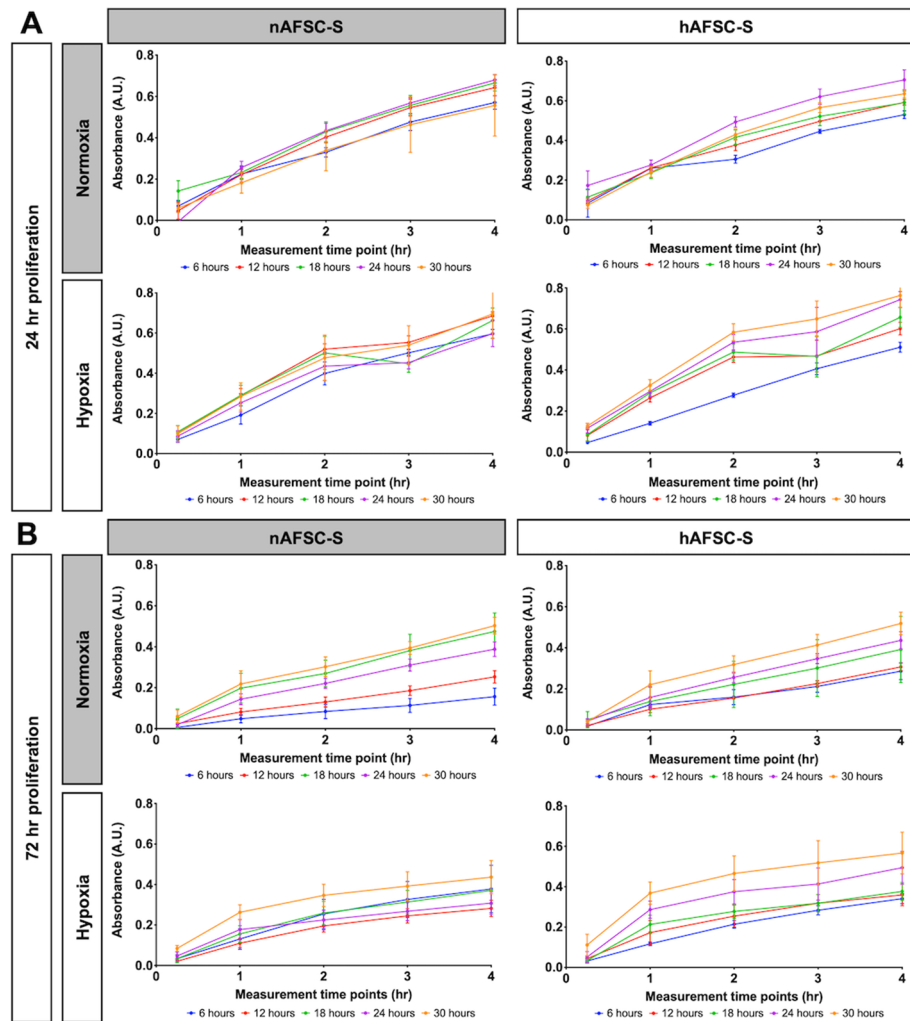 A
nAFSC-S
hAFSC-S
24 hr proliferation
Normoxia
Absorbance (A.U.)
0.8
0.6
0.4
0.2
0.0
0 1 2 3 4
Measurement time point (hr)
6 hours 12 hours 18 hours 24 hours 30 hours
Absorbance (A.U.)
0.8
0.6
0.4
0.2
0.0
0 1 2 3 4
Measurement time point (hr)
6 hours 12 hours 18 hours 24 hours 30 hours
Hypoxia
Absorbance (A.U.)
0.8
0.6
0.4
0.2
0.0
0 1 2 3 4
Measurement time point (hr)
6 hours 12 hours 18 hours 24 hours 30 hours
Absorbance (A.U.)
0.8
0.6
0.4
0.2
0.0
0 1 2 3 4
Measurement time point (hr)
6 hours 12 hours 18 hours 24 hours 30 hours
B
nAFSC-S
hAFSC-S
72 hr proliferation
Normoxia
Absorbance (A.U.)
0.8
0.6
0.4
0.2
0.0
0 1 2 3 4
Measurement time point (hr)
6 hours 12 hours 18 hours 24 hours 30 hours
Absorbance (A.U.)
0.8
0.6
0.4
0.2
0.0
0 1 2 3 4
Measurement time point (hr)
6 hours 12 hours 18 hours 24 hours 30 hours
Hypoxia
Absorbance (A.U.)
0.8
0.6
0.4
0.2
0.0
0 1 2 3 4
Measurement time points (hr)
6 hours 12 hours 18 hours 24 hours 30 hours
Absorbance (A.U.)
0.8
0.6
0.4
0.2
0.0
0 1 2 3 4
Measurement time points (hr)
6 hours 12 hours 18 hours 24 hours 30 hours